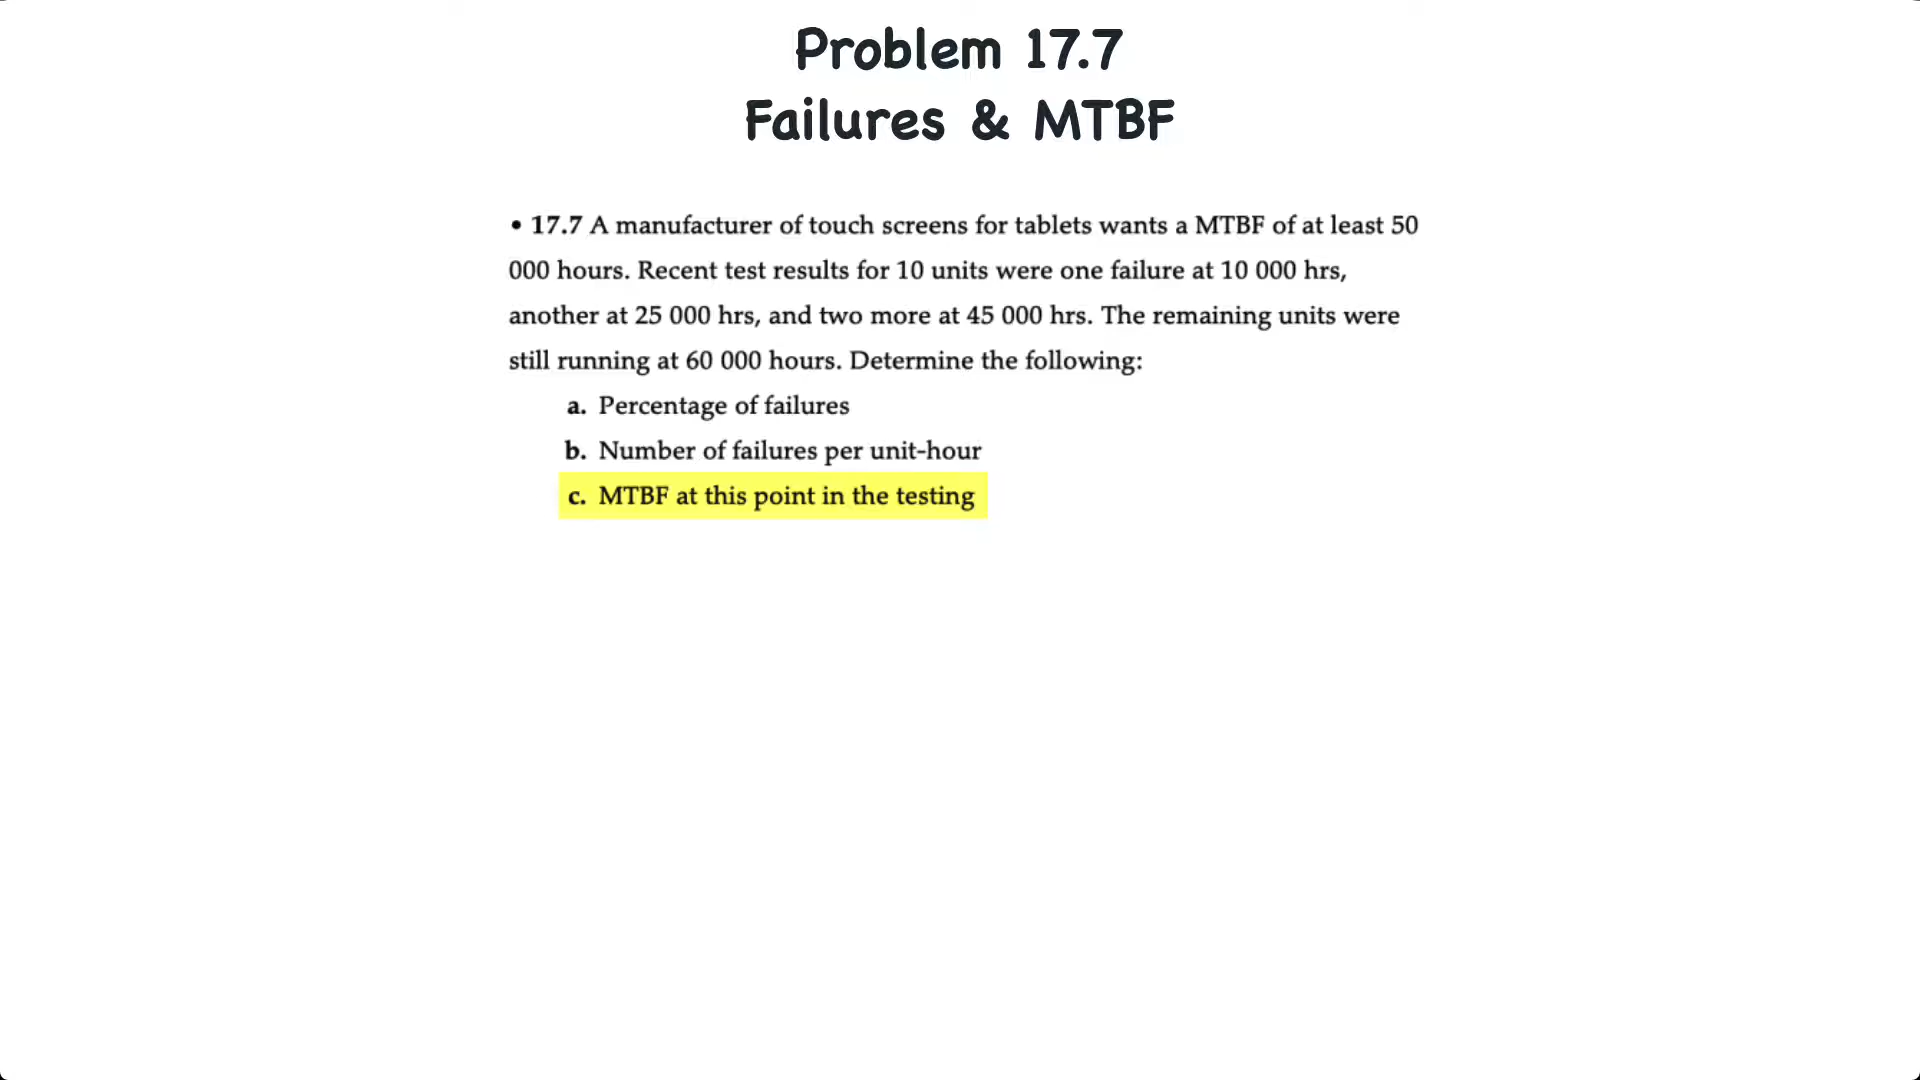 Problem 17.7
Failures & MTBF
• 17.7 A manufacturer of touch screens for tablets wants a MTBF of at least 50
000 hours. Recent test results for 10 units were one failure at 10 000 hrs,
another at 25 000 hrs, and two more at 45 000 hrs. The remaining units were
still running at 60 000 hours. Determine the following:
a. Percentage of failures
b. Number of failures per unit-hour
c. MTBF at this point in the testing